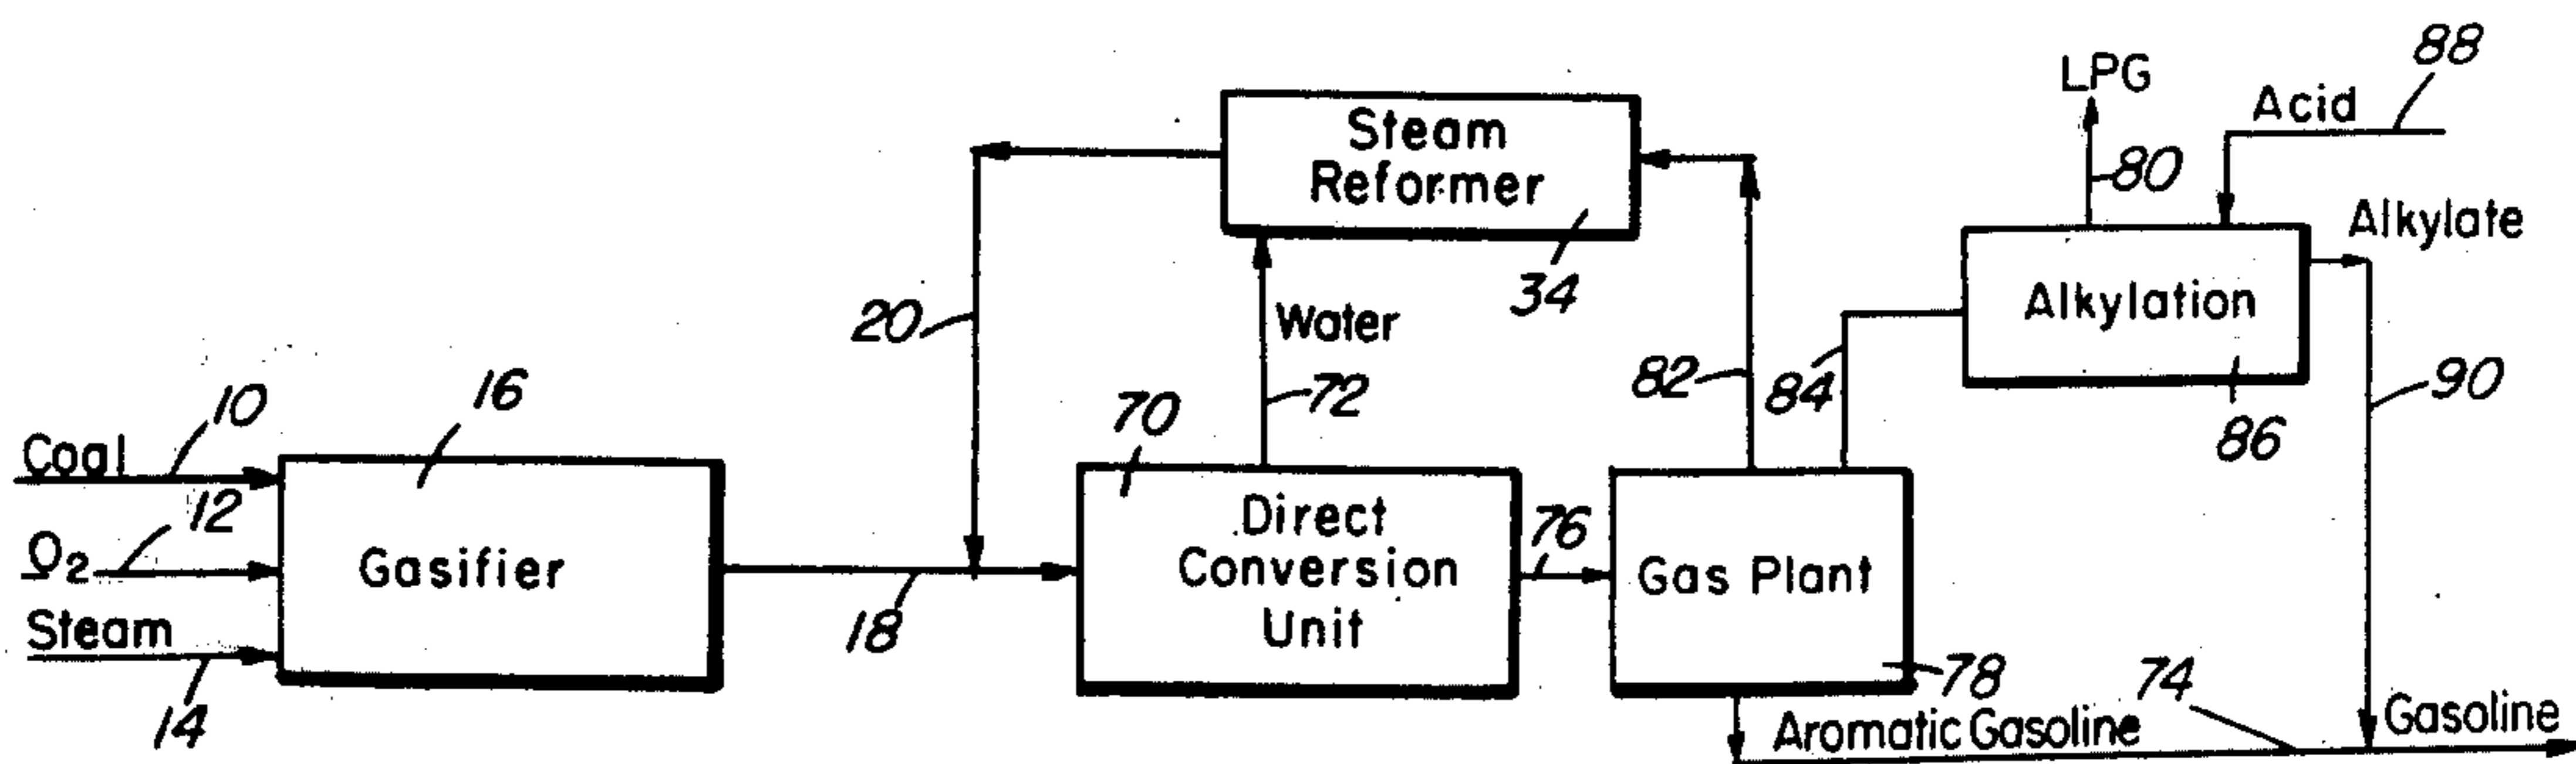 88
LPG
Acid
Steam
Reformer
80
Alkylate
34
20
Water
Alkylation
82
84
72
90
86
16
70
10
Coal
12
O2
Steam
14
Gasifier
18
Direct
Conversion
Unit
76
Gas Plant
78
74
Aromatic Gasoline
Gasoline